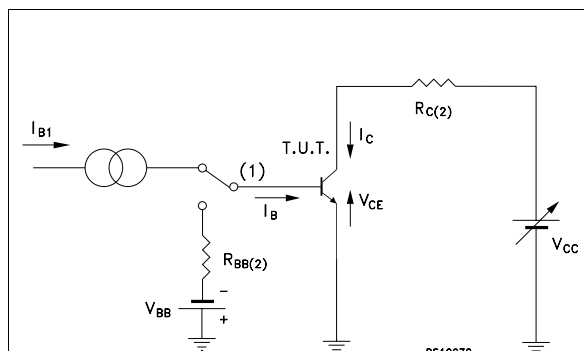 I_B1
(1)
I_B
T.U.T.
I_C
V_CE
R_C(2)
V_CC
R_BB(2)
V_BB
-
+